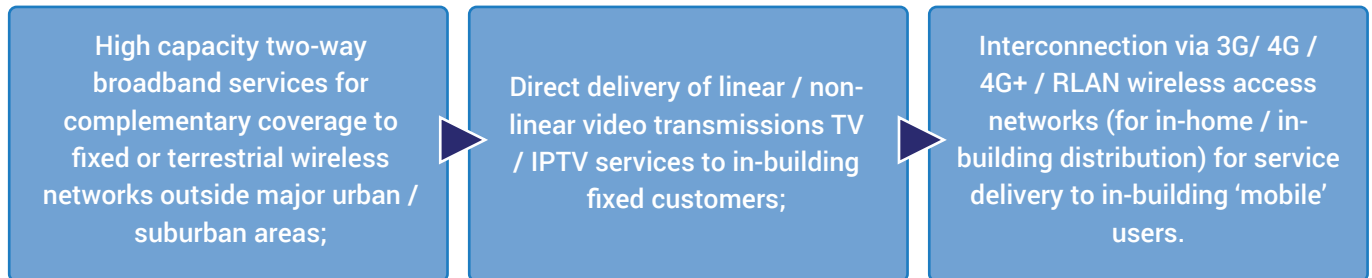 High capacity two-way
broadband services for
complementary coverage to
fixed or terrestrial wireless
networks outside major urban /
suburban areas;
Direct delivery of linear / non-
linear video transmissions TV
/ IPTV services to in-building
fixed customers;
Interconnection via 3G/ 4G /
4G+ / RLAN wireless access
networks (for in-home / in-
building distribution) for service
delivery to in-building ‘mobile’
users.